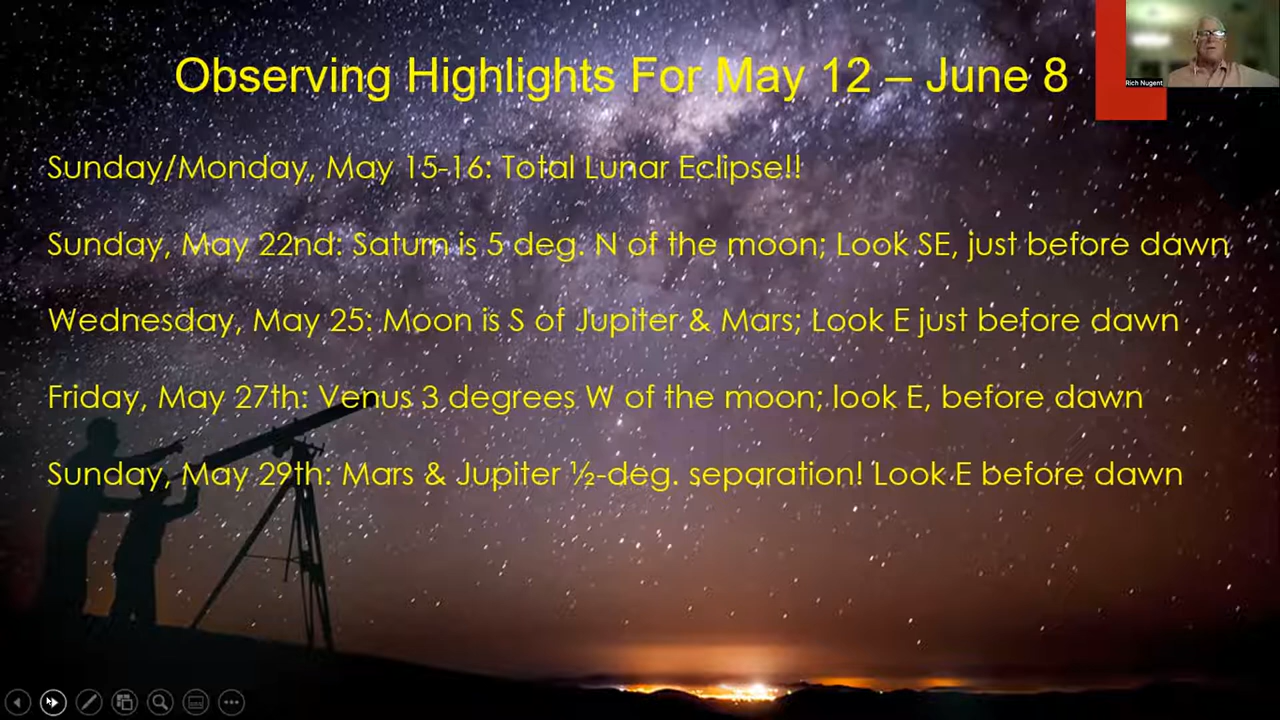 Observing Highlights For May 12 – June 8
Rich Nugent
Sunday/Monday, May 15-16: Total Lunar Eclipse!!
Sunday, May 22nd: Saturn is 5 deg. N of the moon; Look SE, just before dawn
Wednesday, May 25: Moon is S of Jupiter & Mars; Look E just before dawn
Friday, May 27th: Venus 3 degrees W of the moon; look E, before dawn
Sunday, May 29th: Mars & Jupiter ½-deg. separation! Look E before dawn